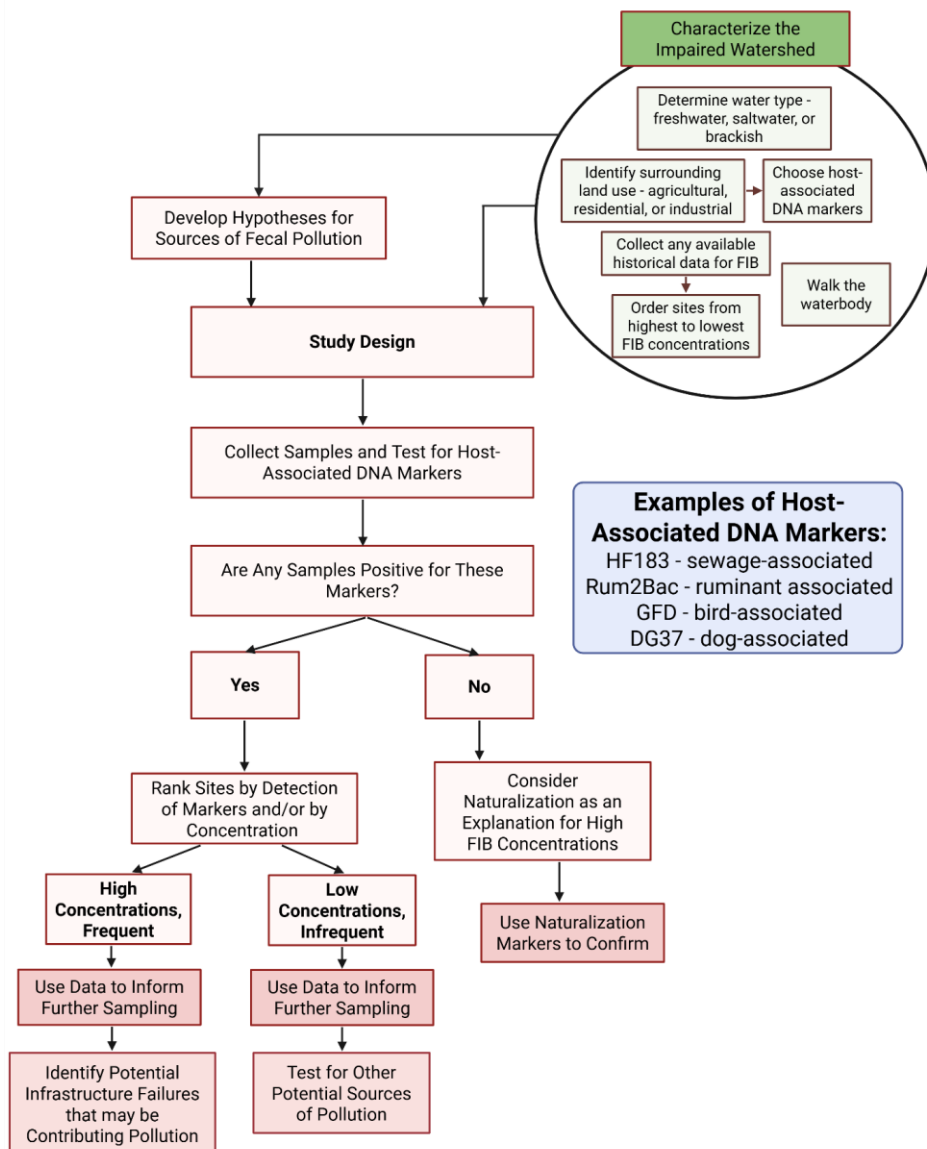 Characterize the
Impaired Watershed
Determine water type -
freshwater, saltwater, or
brackish
Identify surrounding
land use - agricultural,
residential, or industrial
Choose host-
associated
DNA markers
Collect any available
historical data for FIB
Order sites from
highest to lowest
FIB concentrations
Walk the
waterbody
Develop Hypotheses for
Sources of Fecal Pollution
Study Design
Collect Samples and Test for Host-
Associated DNA Markers
Are Any Samples Positive for These
Markers?
Examples of Host-
Associated DNA Markers:
HF183 - sewage-associated
Rum2Bac - ruminant associated
GFD - bird-associated
DG37 - dog-associated
Yes
No
Rank Sites by Detection
of Markers and/or by
Concentration
Consider
Naturalization as an
Explanation for High
FIB Concentrations
High
Concentrations,
Frequent
Low
Concentrations,
Infrequent
Use Naturalization
Markers to Confirm
Use Data to Inform
Further Sampling
Use Data to Inform
Further Sampling
Identify Potential
Infrastructure Failures
that may be
Contributing Pollution
Test for Other
Potential Sources
of Pollution